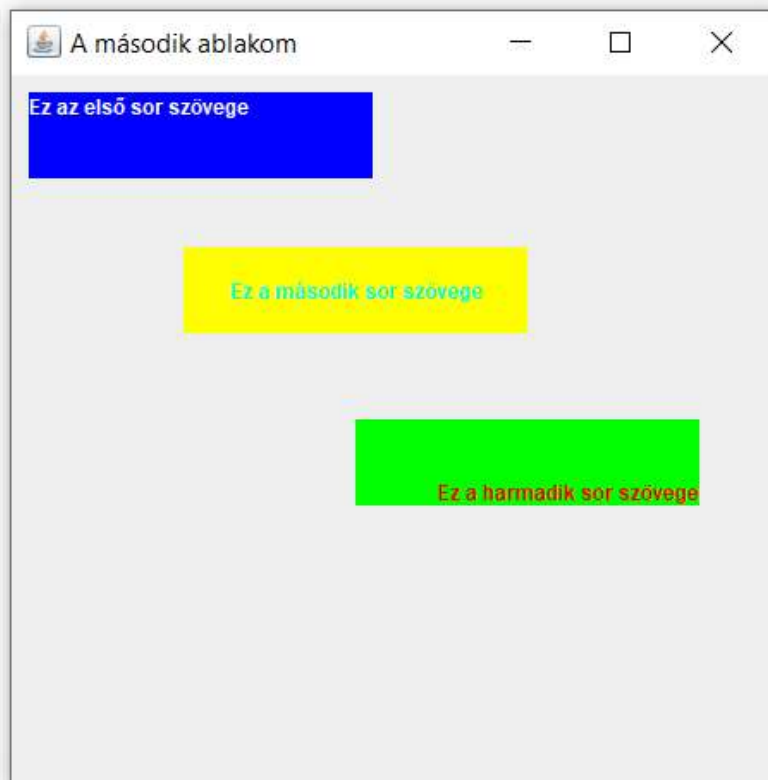 A második ablakom
Ez az első sor szövege
Ez a második sor szövege
Ez a harmadik sor szövege